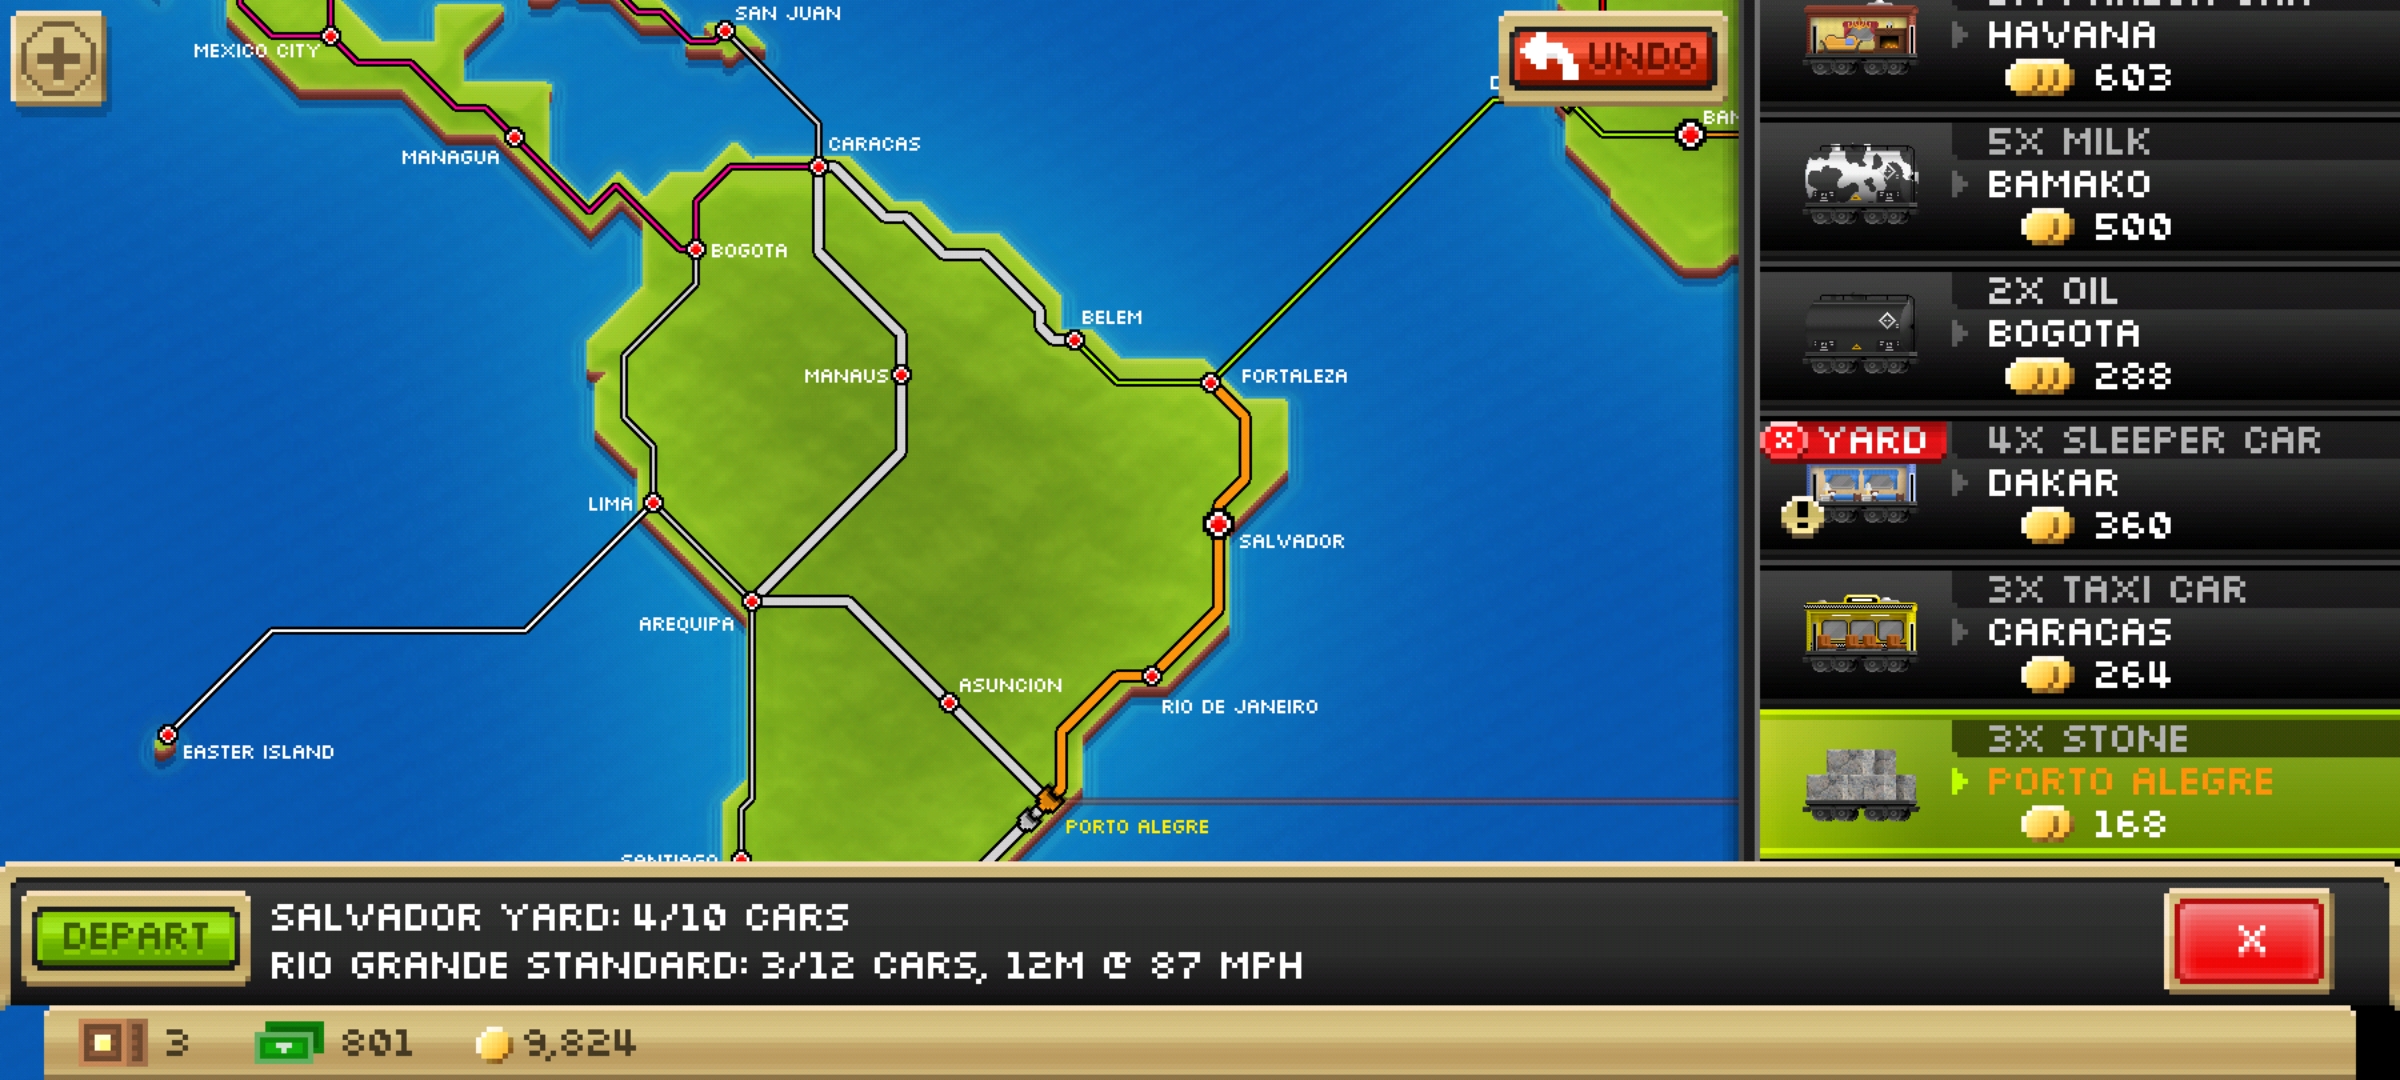 SAN JUAN
MEXICO CITY
UNDO
CARACAS
MANAGUA
BOGOTA
BELEM
MANAUS
FORTALEZA
LIMA
SALVADOR
AREQUIPA
ASUNCION
RIO DE JANEIRO
EASTER ISLAND
PORTO ALEGRE
SANTIAGO
HAVANA
603
5X MILK
BAMAKO
500
2X OIL
BOGOTA
288
YARD
4X SLEEPER CAR
DAKAR
360
3X TAXI CAR
CARACAS
264
3X STONE
PORTO ALEGRE
168
DEPART
SALVADOR YARD: 4/10 CARS
RIO GRANDE STANDARD: 3/12 CARS, 12M @ 87 MPH
X
3
801
9,824